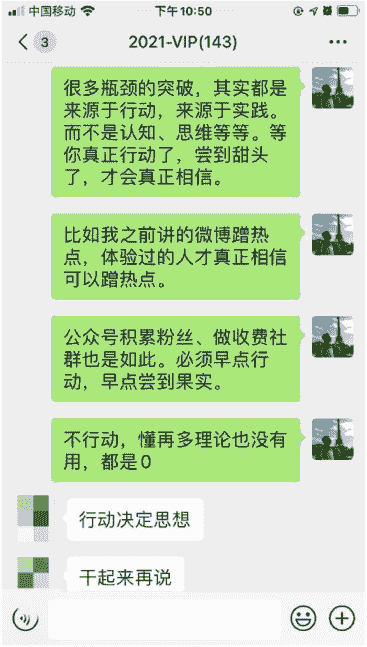 中国移动
下午10:50
3
2021-VIP(143)
很多瓶颈的突破，其实都是
来源于行动，来源于实践。
而不是认知、思维等等。等
你真正行动了，尝到甜头
了，才会真正相信。
比如我之前讲的微博蹭热
点，体验过的人才真正相信
可以蹭热点。
公众号积累粉丝、做收费社
群也是如此。必须早点行
动，早点尝到果实。
不行动，懂再多理论也没有
用，都是0
行动决定思想
干起来再说